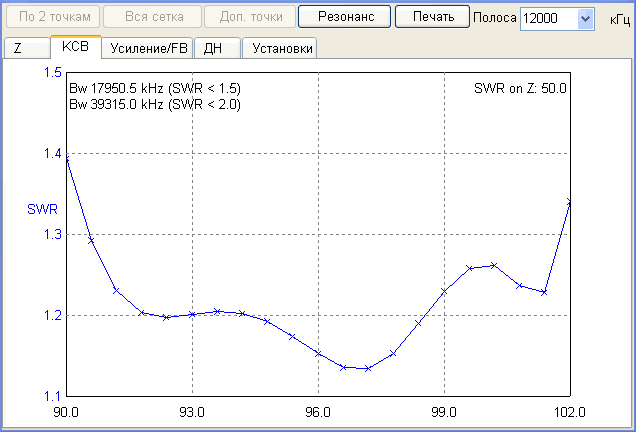 По 2 точкам Вся сетка Доп. точки Резонанс Печать Полоса 12000 кГц
Z КСВ Усиление/FB ДН Установки
1.5
Bw 17950.5 kHz (SWR < 1.5) SWR on Z: 50.0
Bw 39315.0 kHz (SWR < 2.0)
1.4
SWR
1.3
1.2
1.1
90.0 93.0 96.0 99.0 102.0